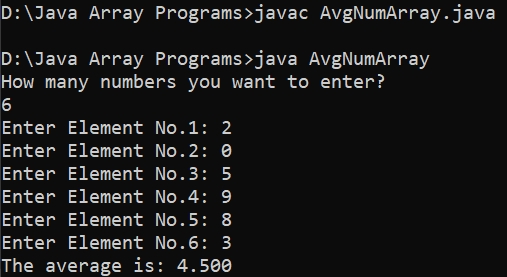 D:\Java Array Programs>javac AvgNumArray.java
D:\Java Array Programs>java AvgNumArray
How many numbers you want to enter?
6
Enter Element No.1: 2
Enter Element No.2: 0
Enter Element No.3: 5
Enter Element No.4: 9
Enter Element No.5: 8
Enter Element No.6: 3
The average is: 4.500